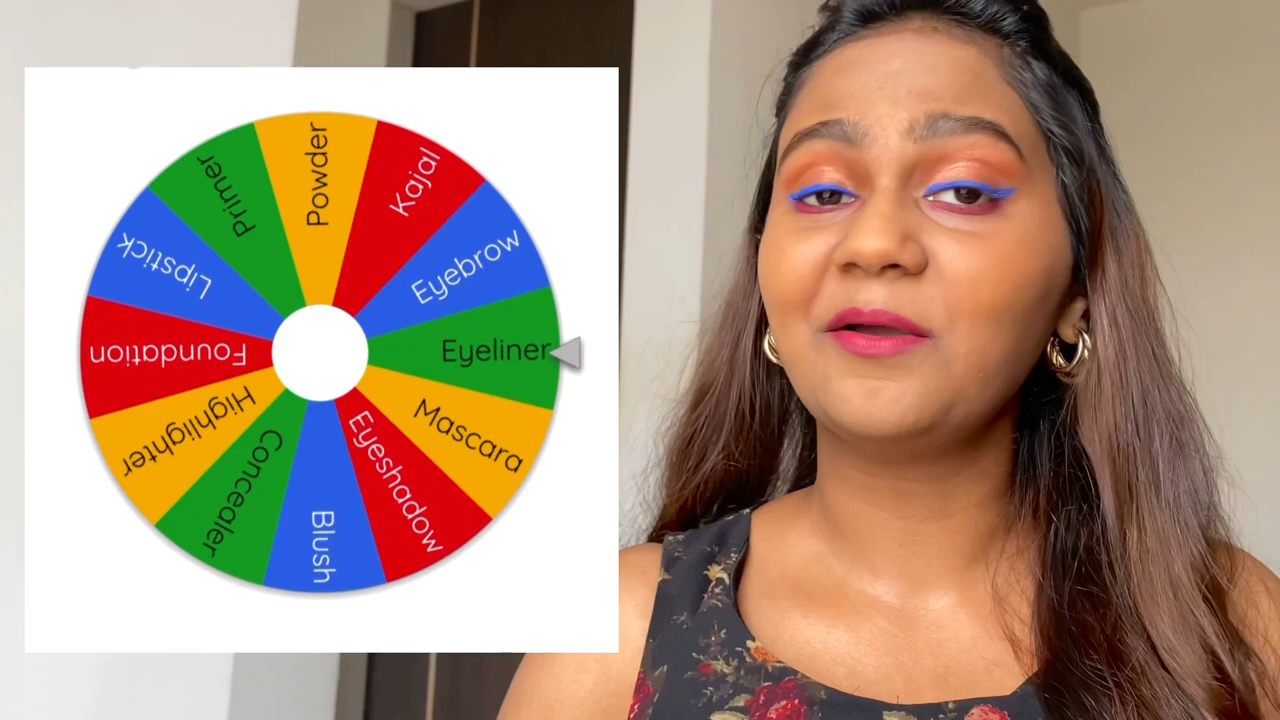 Powder
Kajal
Eyebrow
Eyeliner
Mascara
Eyeshadow
Blush
Concealer
Highlighter
Foundation
Lipstick
Primer